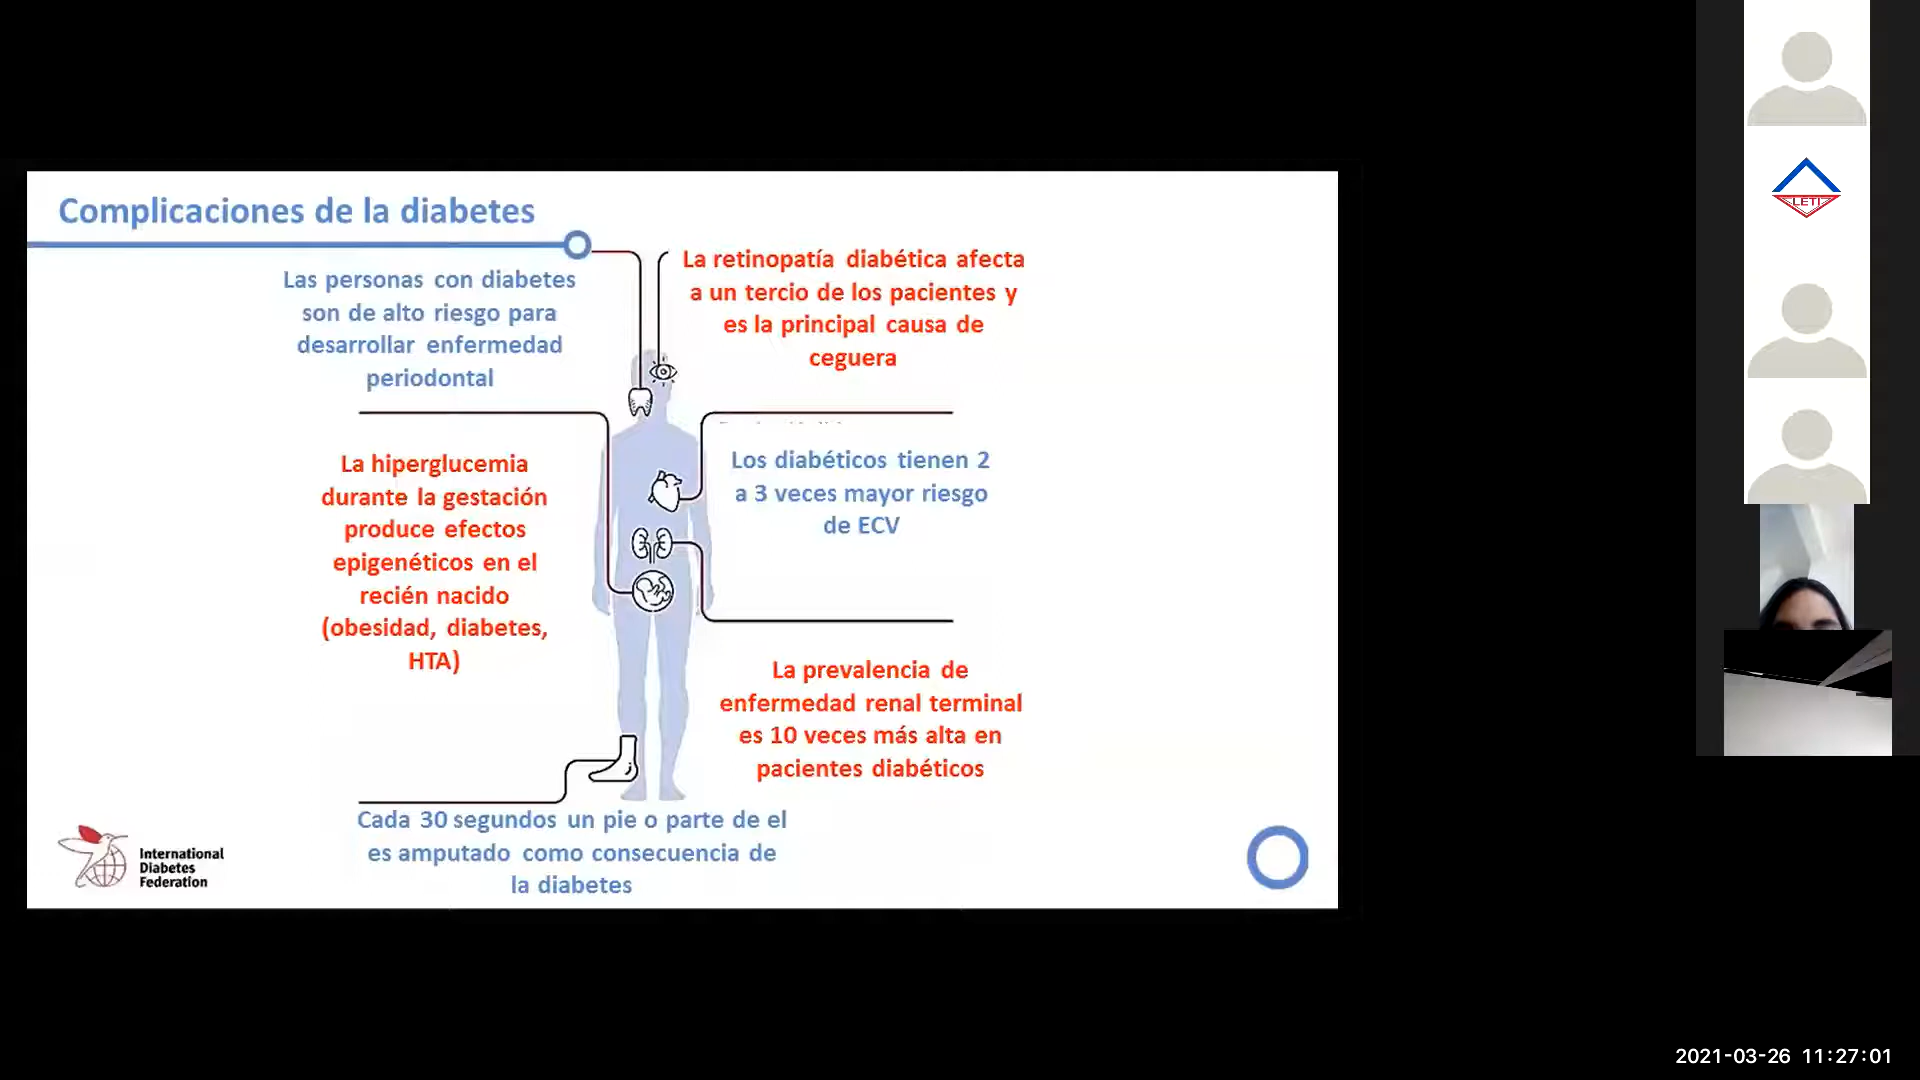 Complicaciones de la diabetes
Las personas con diabetes
son de alto riesgo para
desarrollar enfermedad
periodontal
La retinopatía diabética afecta
a un tercio de los pacientes y
es la principal causa de
ceguera
La hiperglucemia
durante la gestación
produce efectos
epigenéticos en el
recién nacido
(obesidad, diabetes,
HTA)
Los diabéticos tienen 2
a 3 veces mayor riesgo
de ECV
La prevalencia de
enfermedad renal terminal
es 10 veces más alta en
pacientes diabéticos
Cada 30 segundos un pie o parte de el
es amputado como consecuencia de
la diabetes
International
Diabetes
Federation
LETI
2021-03-26 11:27:01